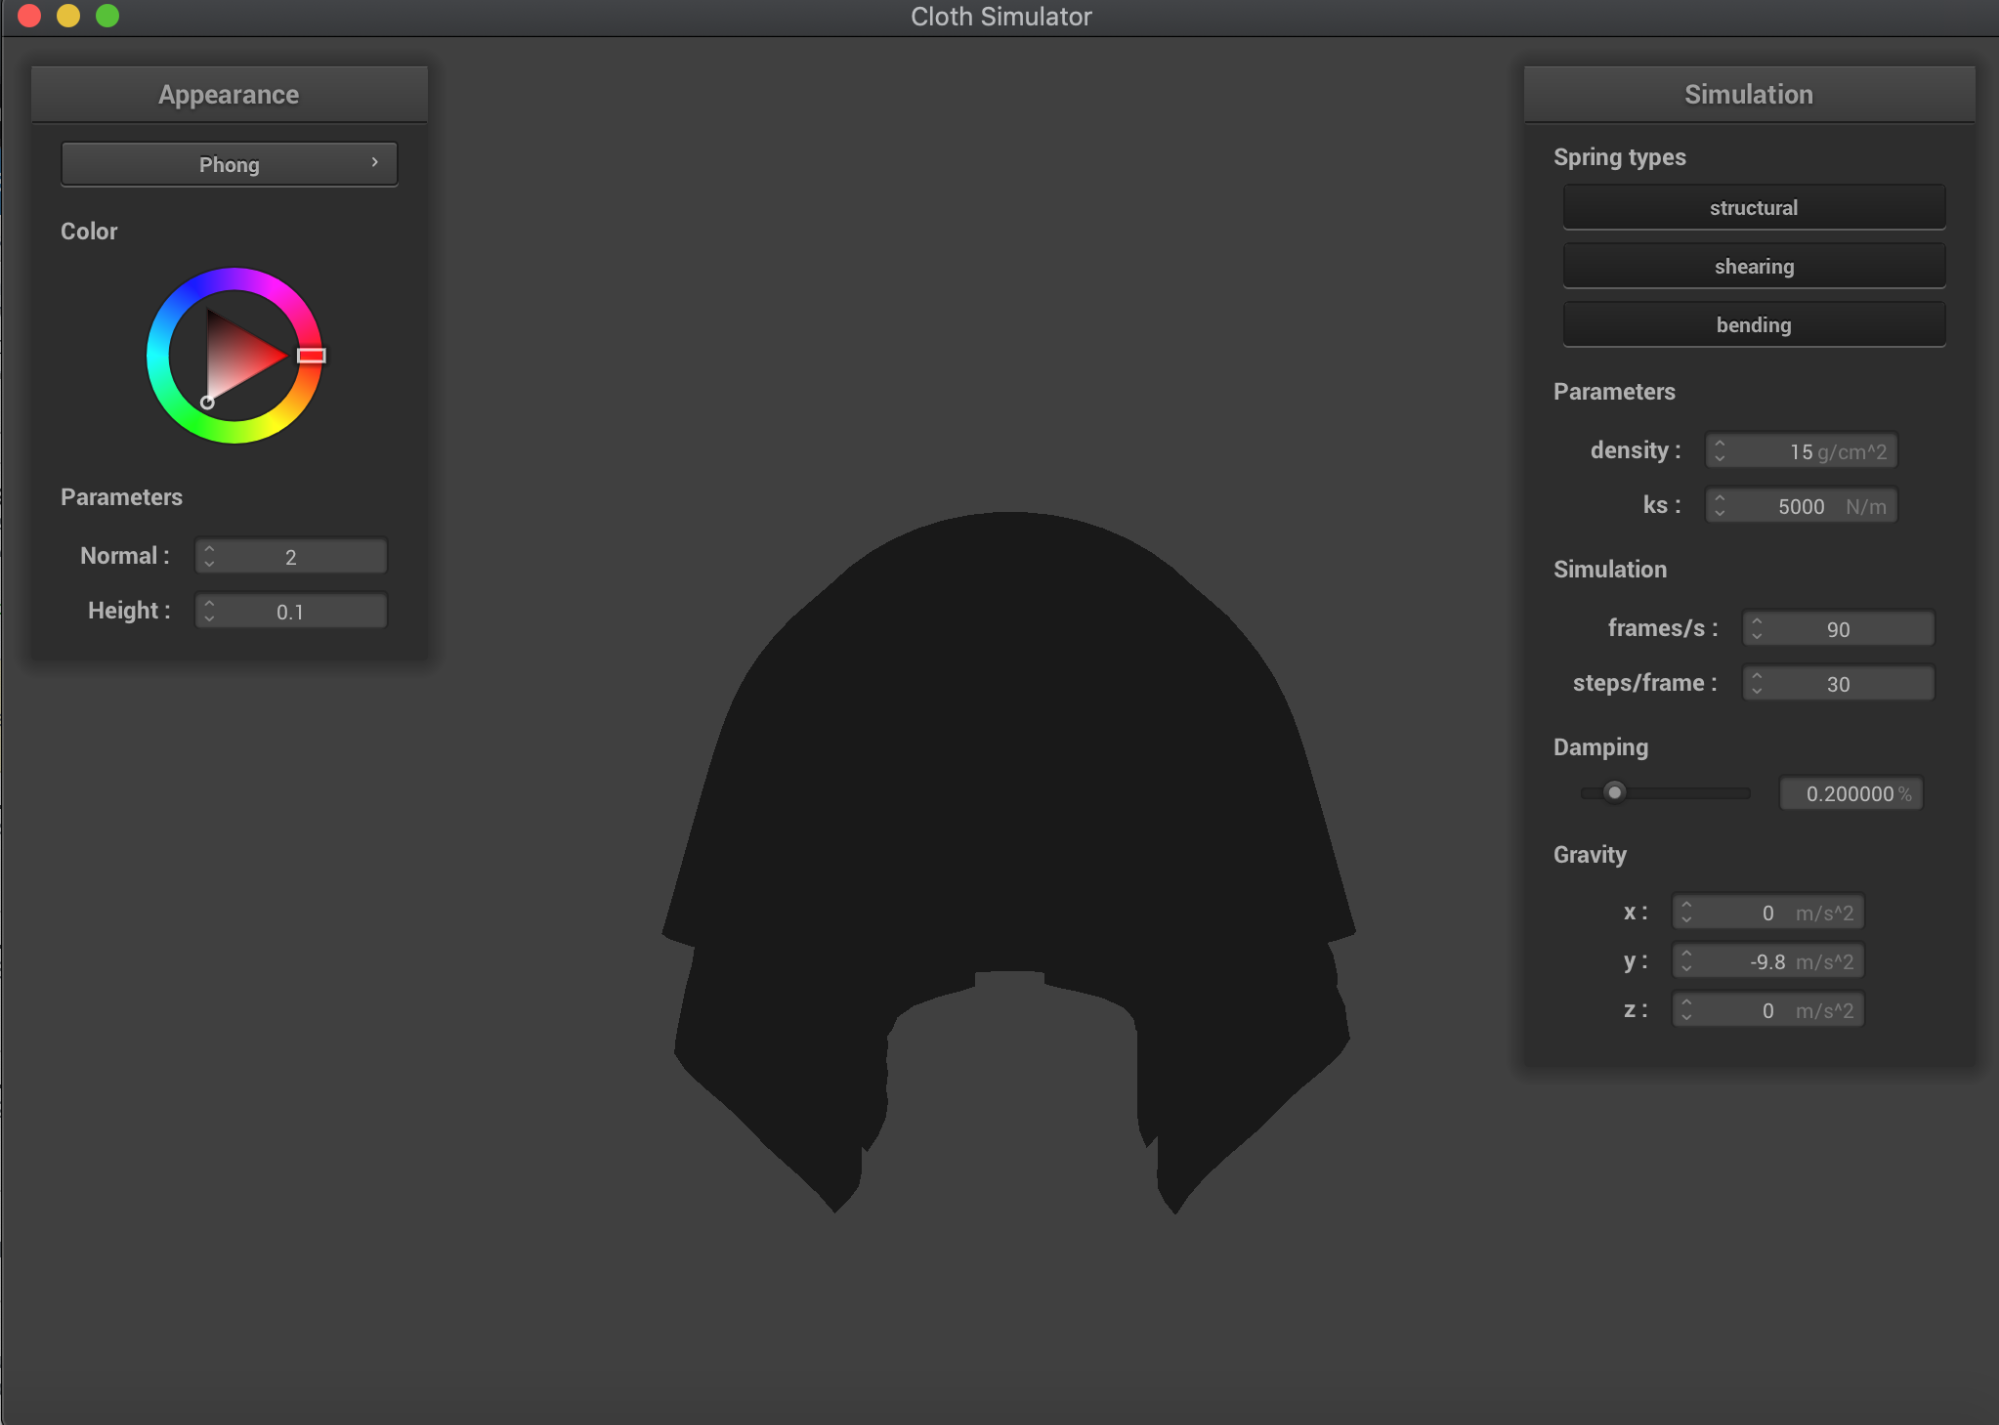 Cloth Simulator
Appearance
Phong
Color
Parameters
Normal : 2
Height : 0.1
Simulation
Spring types
structural
shearing
bending
Parameters
density : 15 g/cm^2
ks : 5000 N/m
Simulation
frames/s : 90
steps/frame : 30
Damping
0.200000 %
Gravity
x : 0 m/s^2
y : -9.8 m/s^2
z : 0 m/s^2